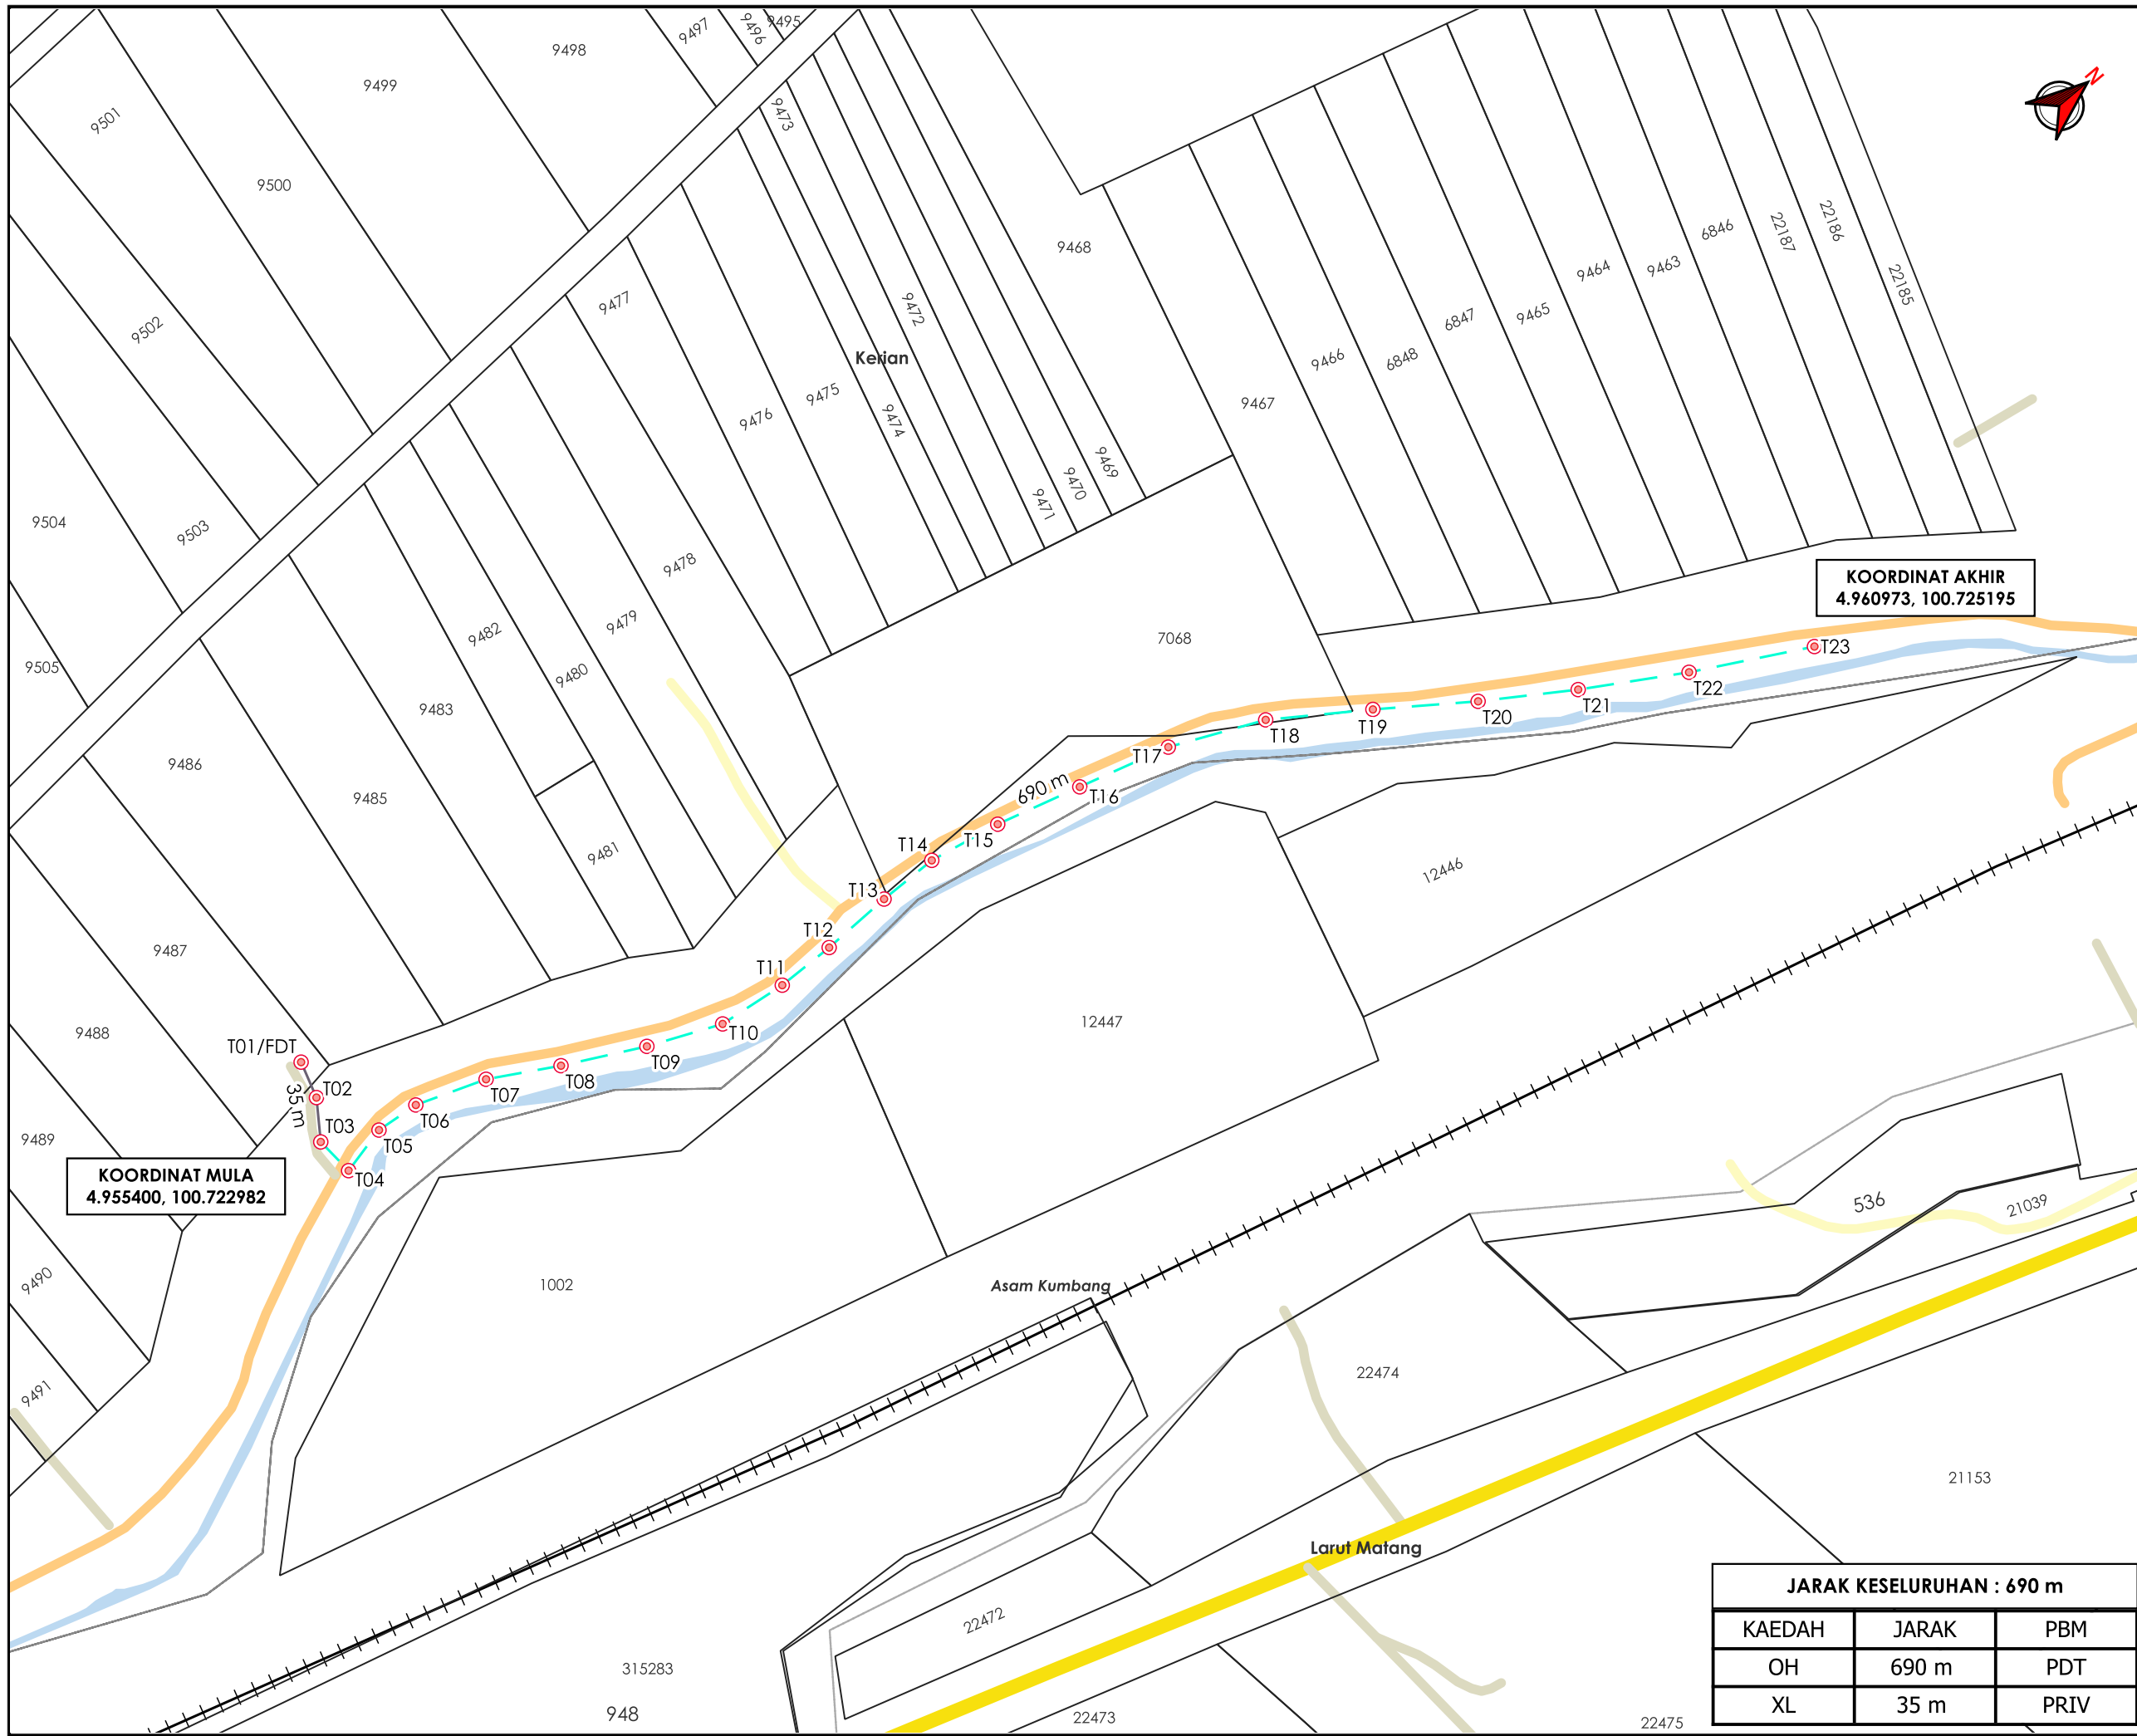 9497
9496
9495
9498
9499
9501
9500
9473
N
9468
6846
22187
22186
22185
9464
9463
9477
9472
9502
Kerian
6847
9465
9466
6848
9467
9475
9476
9474
9469
9470
9471
9504
9503
9478
KOORDINAT AKHIR
4.960973, 100.725195
9479
9482
7068
T23
9505
9480
T22
9483
T21
T20
T19
T18
T17
9486
690 m
T16
9485
T15
T14
9481
12446
T13
T12
9487
T11
12447
T10
9488
T01/FDT
T09
T08
T07
T02
35 m
T06
T03
T05
9489
T04
KOORDINAT MULA
4.955400, 100.722982
536
21039
9490
1002
Asam Kumbang
22474
9491
21153
Larut Matang
22472
315283
948
22473
22475
JARAK KESELURUHAN : 690 m
KAEDAH JARAK PBM
OH 690 m PDT
XL 35 m PRIV